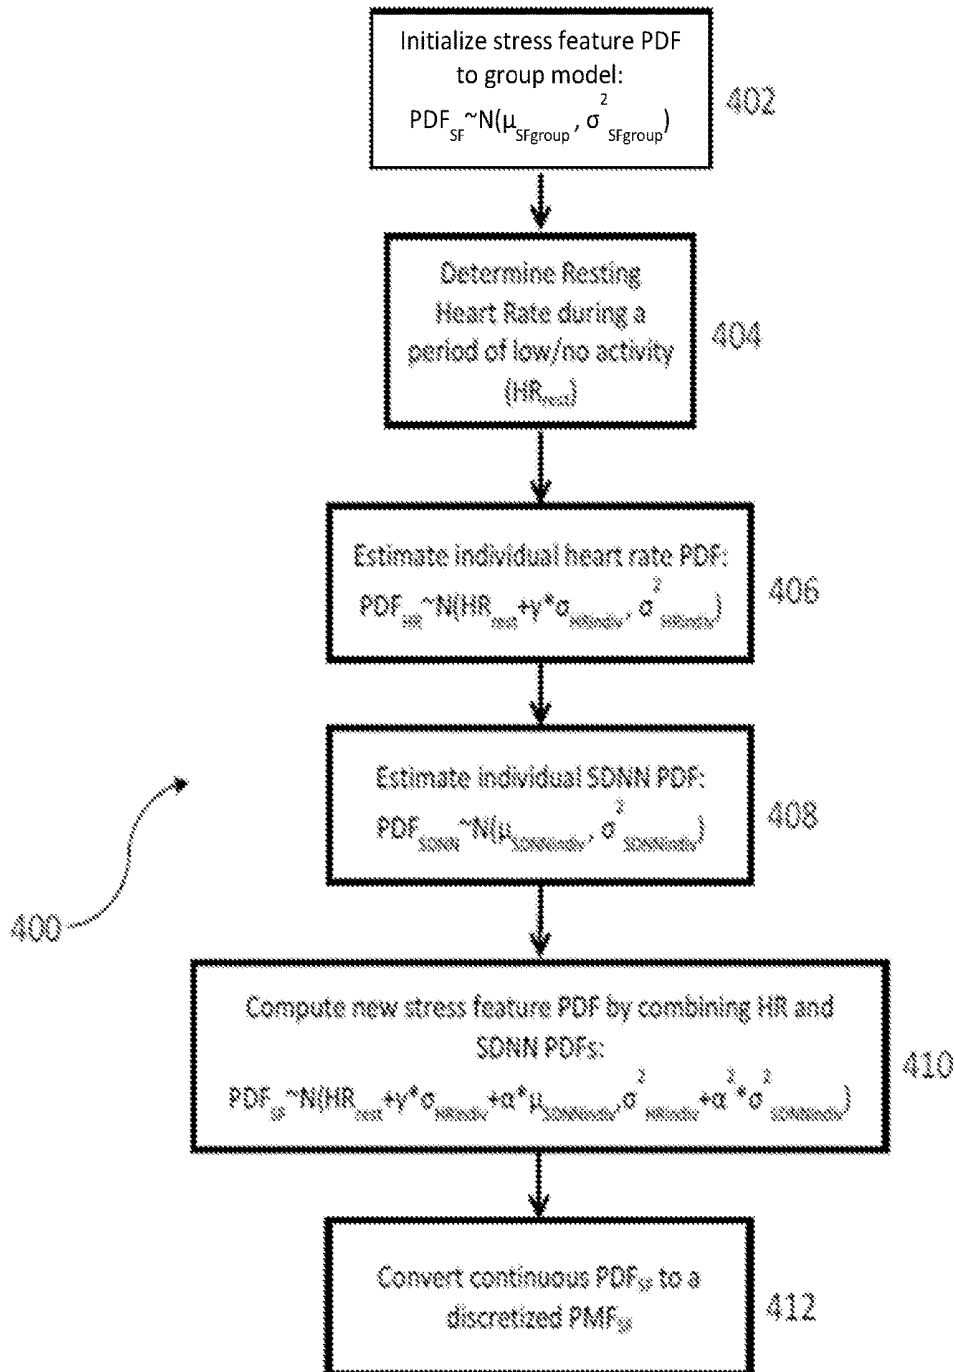 Initialize stress feature PDF
to group model:
PDF_SF~N(μ_SFgroup, σ²_SFgroup)
402
Determine Resting
Heart Rate during a
period of low/no activity
(HR_rest)
404
Estimate individual heart rate PDF:
PDF_HR~N(HR_rest+γ*σ_HRindiv, σ²_HRindiv)
406
Estimate individual SDNN PDF:
PDF_SDNN~N(μ_SDNNindiv, σ²_SDNNindiv)
408
400
Compute new stress feature PDF by combining HR and
SDNN PDFs:
PDF_SF~N(HR_rest+γ*σ_HRindiv+α*μ_SDNNindiv,σ²_HRindiv+α²*σ²_SDNNindiv)
410
Convert continuous PDF_SF to a
discretized PMF_SF
412